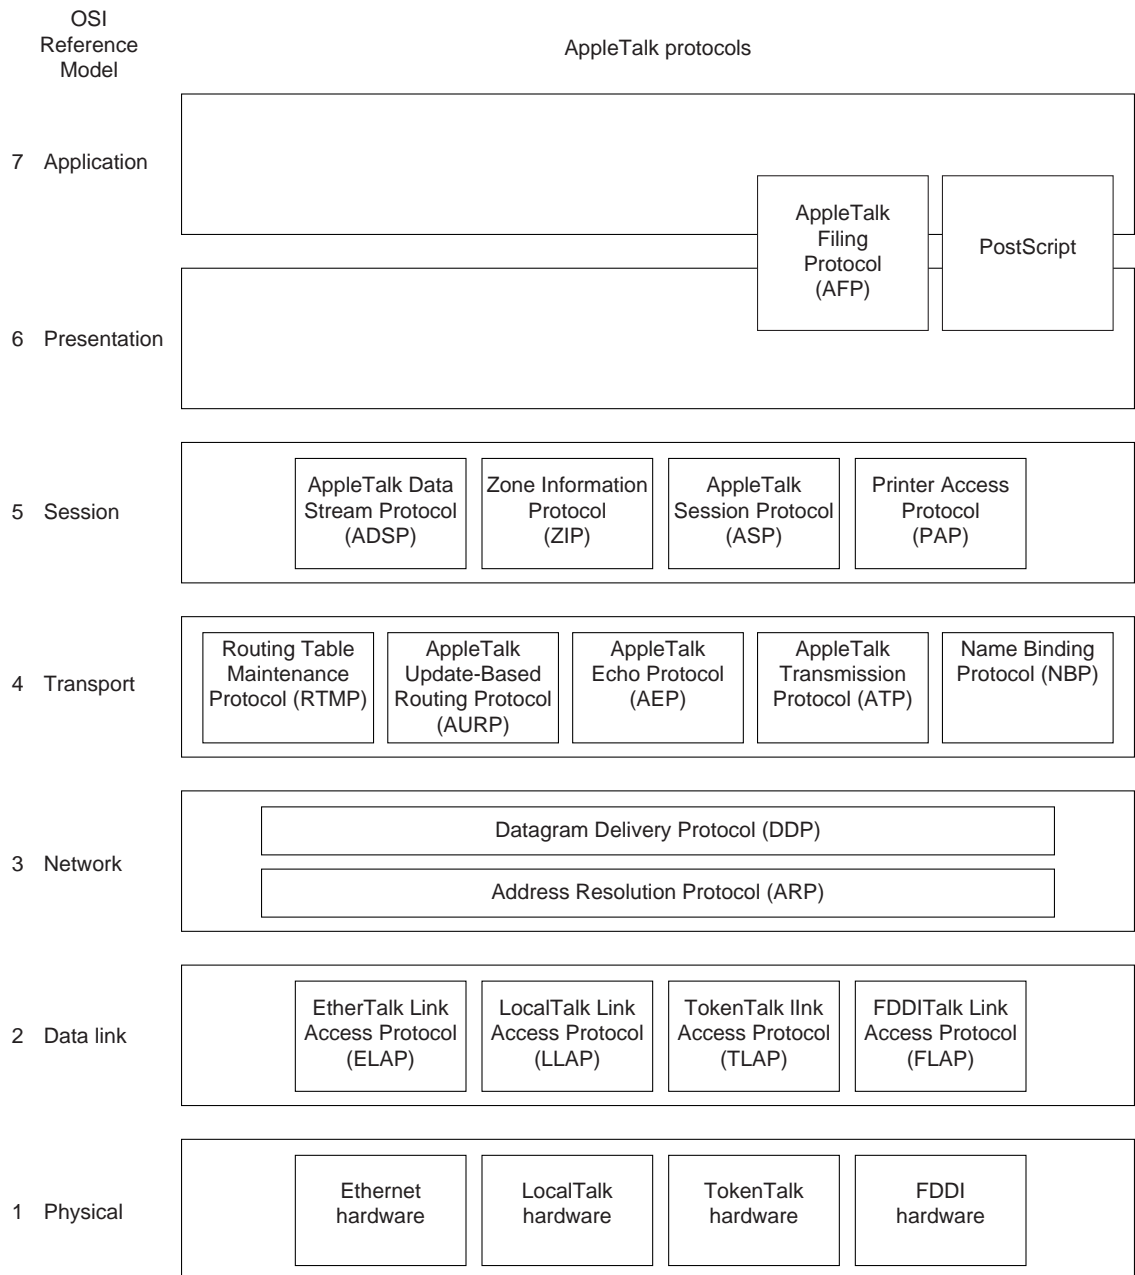 OSI
Reference
Model
AppleTalk protocols
7 Application
AppleTalk
Filing
Protocol
(AFP)
PostScript
6 Presentation
5 Session
AppleTalk Data
Stream Protocol
(ADSP)
Zone Information
Protocol
(ZIP)
AppleTalk
Session Protocol
(ASP)
Printer Access
Protocol
(PAP)
4 Transport
Routing Table
Maintenance
Protocol (RTMP)
AppleTalk
Update-Based
Routing Protocol
(AURP)
AppleTalk
Echo Protocol
(AEP)
AppleTalk
Transmission
Protocol (ATP)
Name Binding
Protocol (NBP)
3 Network
Datagram Delivery Protocol (DDP)
Address Resolution Protocol (ARP)
2 Data link
EtherTalk Link
Access Protocol
(ELAP)
LocalTalk Link
Access Protocol
(LLAP)
TokenTalk lInk
Access Protocol
(TLAP)
FDDITalk Link
Access Protocol
(FLAP)
1 Physical
Ethernet
hardware
LocalTalk
hardware
TokenTalk
hardware
FDDI
hardware